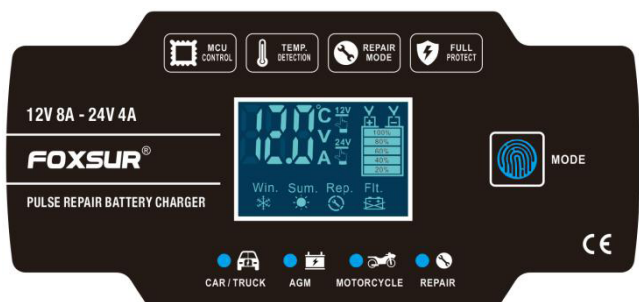 MCU
CONTROL
TEMP.
DETECTION
REPAIR
MODE
FULL
PROTECT
12V 8A - 24V 4A
FOXSUR®
PULSE REPAIR BATTERY CHARGER
12.0
°C
V
A
12V
24V
100%
80%
60%
40%
20%
Win. Sum. Rep. Flt.
MODE
CE
CAR / TRUCK AGM MOTORCYCLE REPAIR